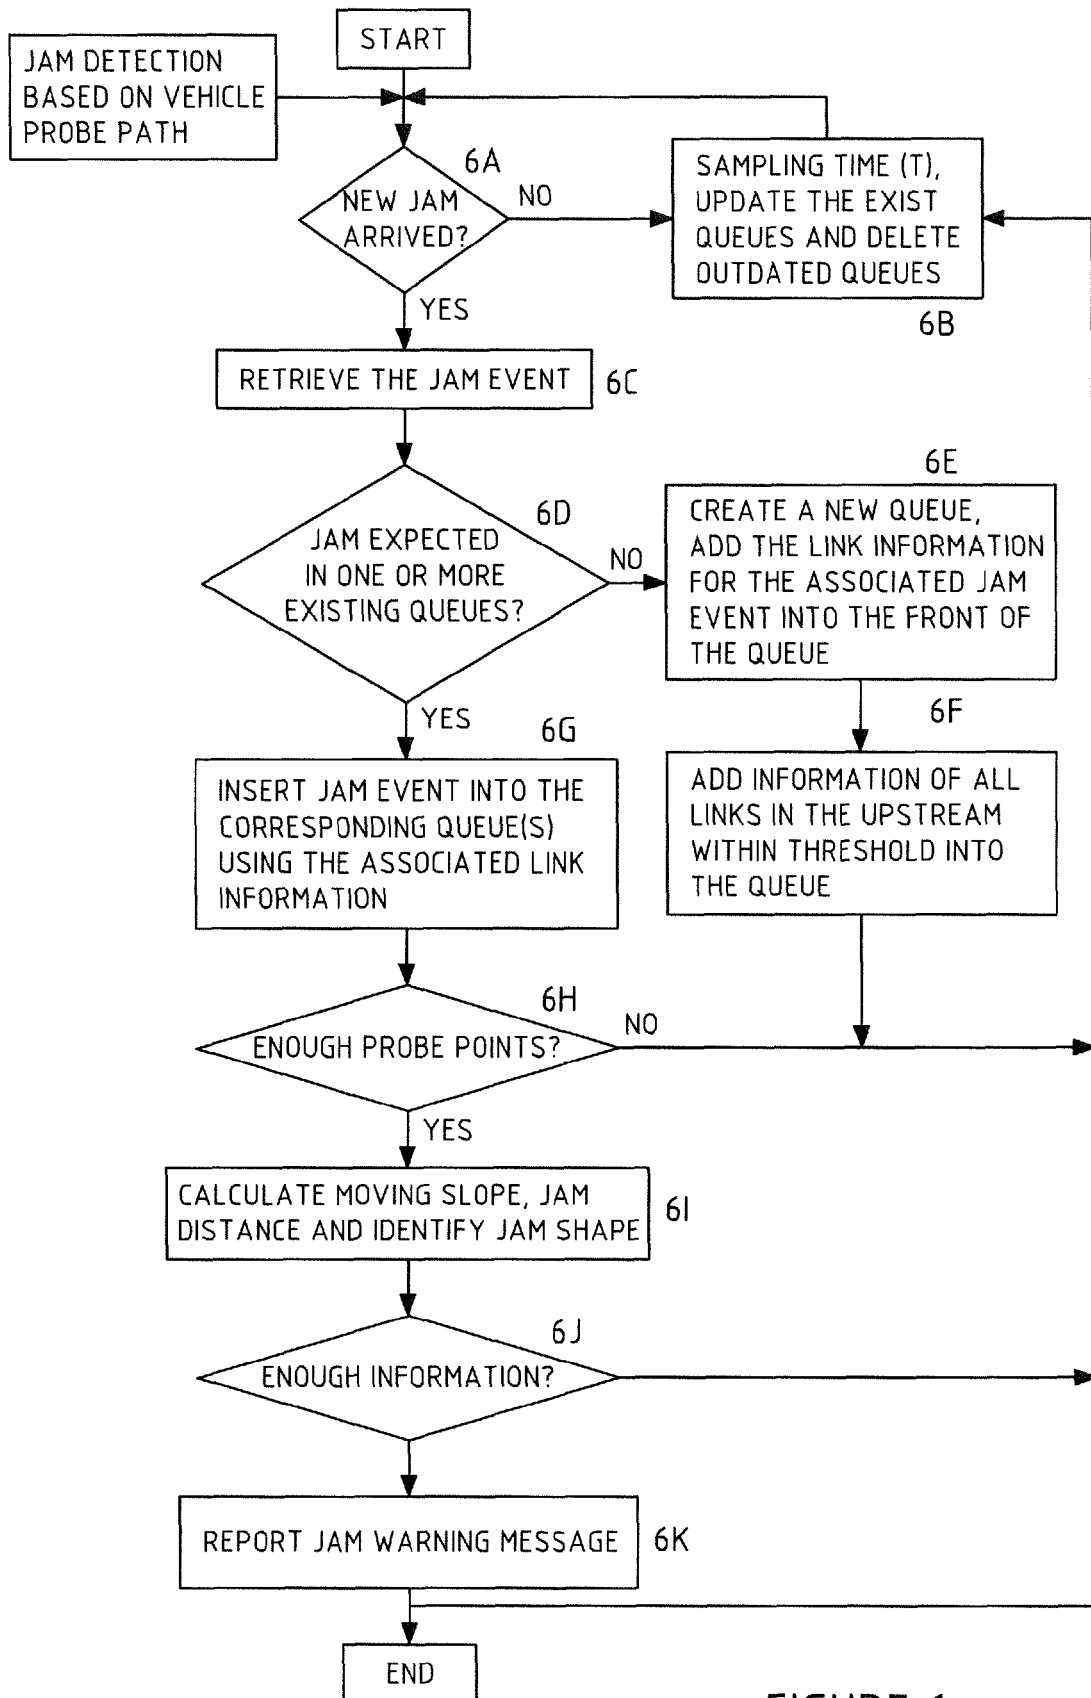 START
JAM DETECTION
BASED ON VEHICLE
PROBE PATH
6A
NEW JAM
ARRIVED?
NO
SAMPLING TIME (T),
UPDATE THE EXIST
QUEUES AND DELETE
OUTDATED QUEUES
6B
YES
RETRIEVE THE JAM EVENT
6C
6D
JAM EXPECTED
IN ONE OR MORE
EXISTING QUEUES?
NO
6E
CREATE A NEW QUEUE,
ADD THE LINK INFORMATION
FOR THE ASSOCIATED JAM
EVENT INTO THE FRONT OF
THE QUEUE
YES
6F
ADD INFORMATION OF ALL
LINKS IN THE UPSTREAM
WITHIN THRESHOLD INTO
THE QUEUE
6G
INSERT JAM EVENT INTO THE
CORRESPONDING QUEUE(S)
USING THE ASSOCIATED LINK
INFORMATION
6H
ENOUGH PROBE POINTS?
NO
YES
CALCULATE MOVING SLOPE, JAM
DISTANCE AND IDENTIFY JAM SHAPE
6I
6J
ENOUGH INFORMATION?
REPORT JAM WARNING MESSAGE
6K
END